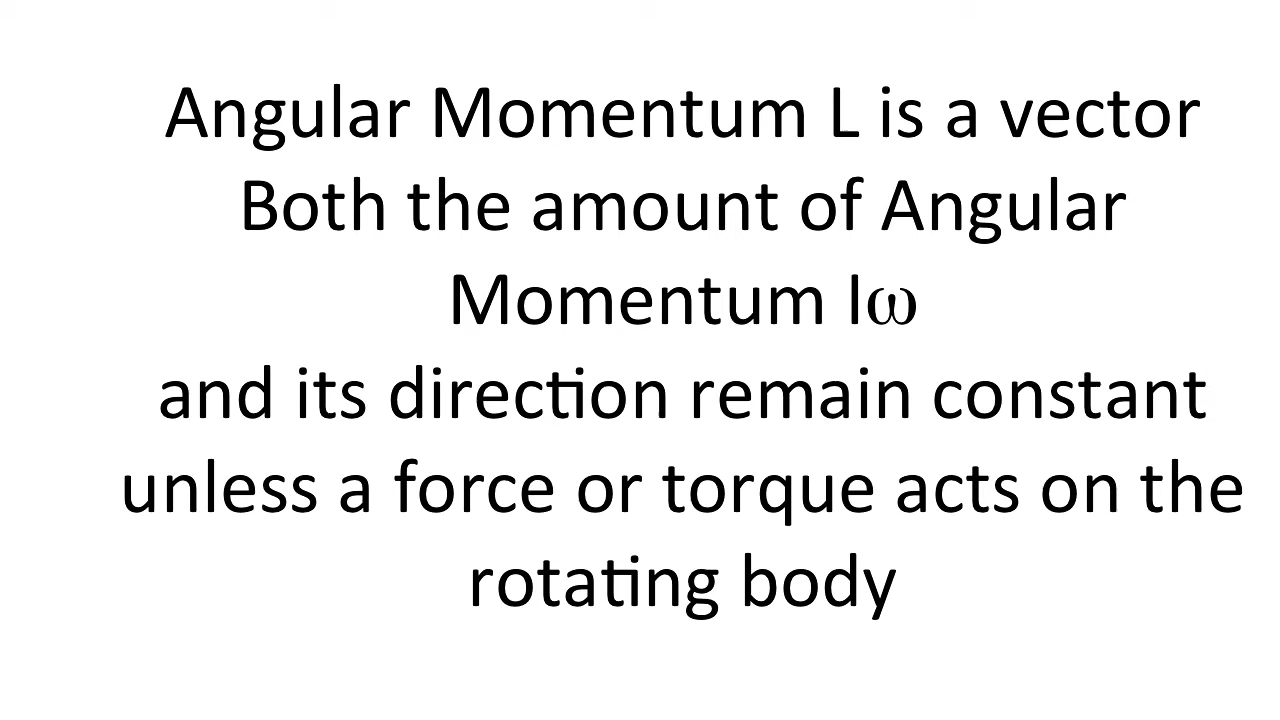 Angular Momentum L is a vector
Both the amount of Angular
Momentum Iω
and its direction remain constant
unless a force or torque acts on the
rotating body